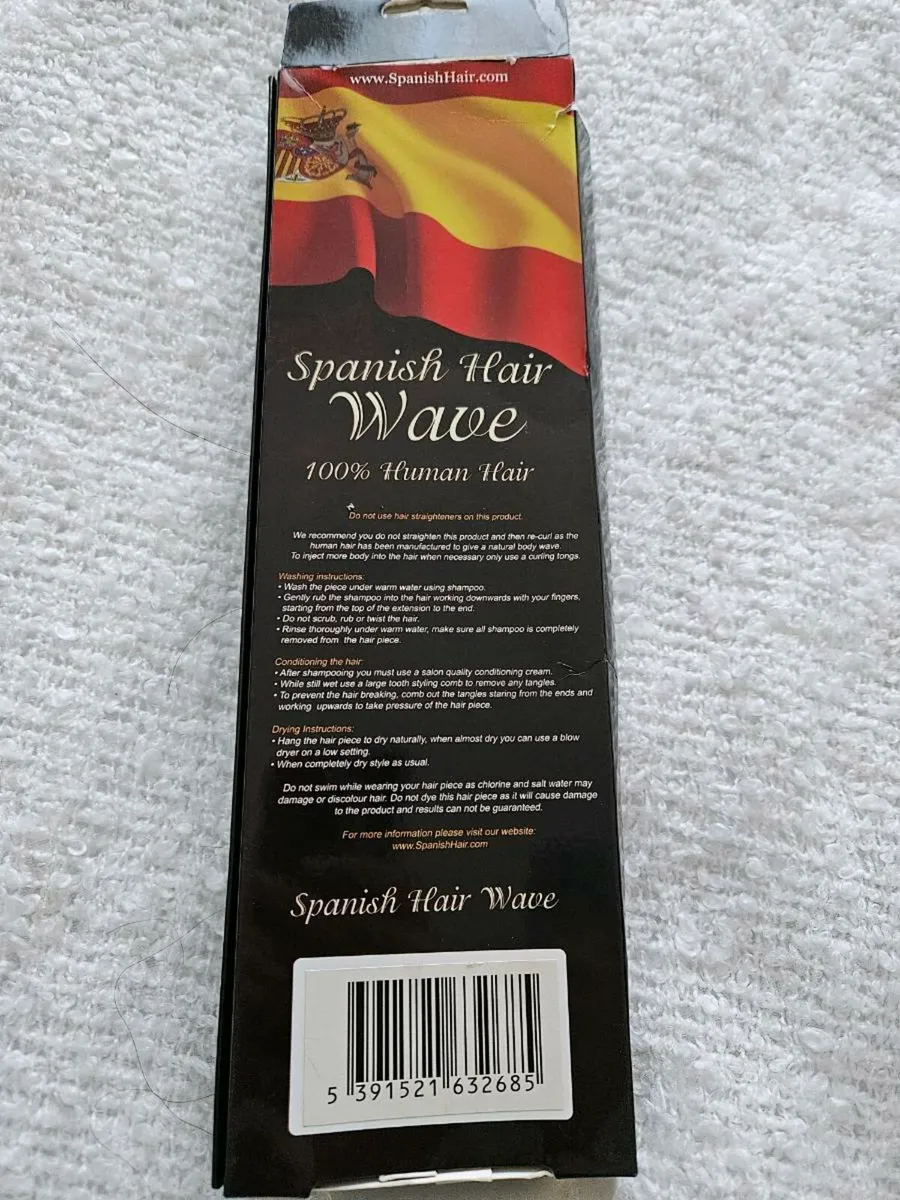 www.SpanishHair.com
Spanish Hair
Wave
100% Human Hair
Do not use hair straighteners on this product.
We recommend you do not straighten this product and then re-curl as the
human hair has been manufactured to give a natural body wave.
To inject more body into the hair when necessary only use a curling tongs.
Washing instructions:
• Wash the piece under warm water using shampoo.
• Gently rub the shampoo into the hair working downwards with your fingers,
starting from the top of the extension to the end.
• Do not scrub, rub or twist the hair.
• Rinse thoroughly under warm water, make sure all shampoo is completely
removed from the hair piece.
Conditioning the hair:
• After shampooing you must use a salon quality conditioning cream.
• While still wet use a large tooth styling comb to remove any tangles.
• To prevent the hair breaking, comb out the tangles staring from the ends and
working upwards to take pressure of the hair piece.
Drying Instructions:
• Hang the hair piece to dry naturally, when almost dry you can use a blow
dryer on a low setting.
• When completely dry style as usual.
Do not swim while wearing your hair piece as chlorine and salt water may
damage or discolour hair. Do not dye this hair piece as it will cause damage
to the product and results can not be guaranteed.
For more information please visit our website:
www.SpanishHair.com
Spanish Hair Wave
5 391521 632685